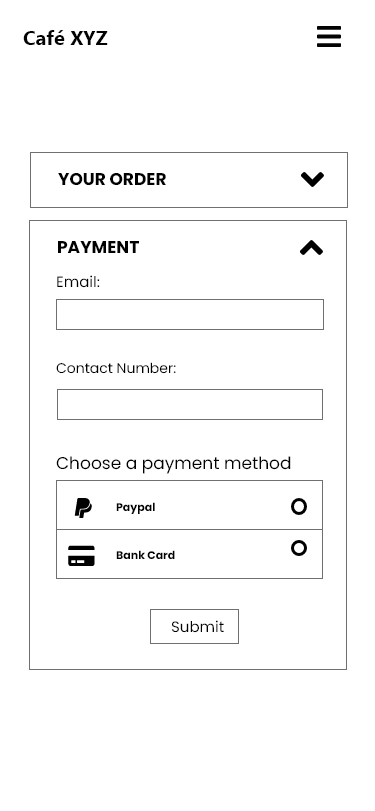 Café XYZ
YOUR ORDER
PAYMENT
Email:
Contact Number:
Choose a payment method
Paypal
Bank Card
Submit